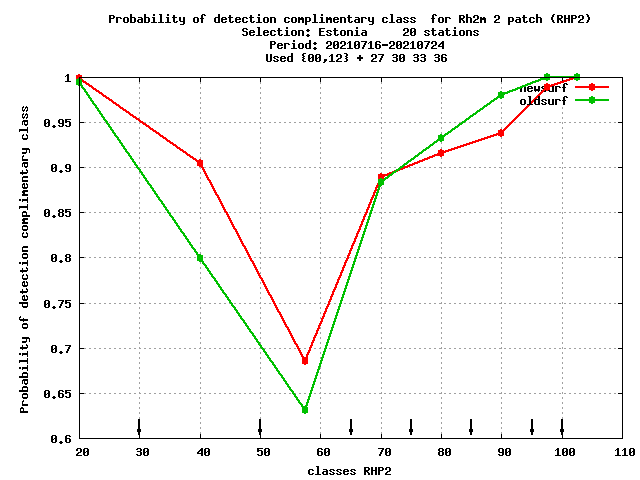 Probability of detection complimentary class  for Rh2m 2 patch (RHP2)
Selection: Estonia     20 stations
Period: 20210716-20210724
Used {00,12} + 27 30 33 36
Probability of detection complimentary class
1
0.95
0.9
0.85
0.8
0.75
0.7
0.65
0.6
newsurf
oldsurf
20 30 40 50 60 70 80 90 100 110
classes RHP2